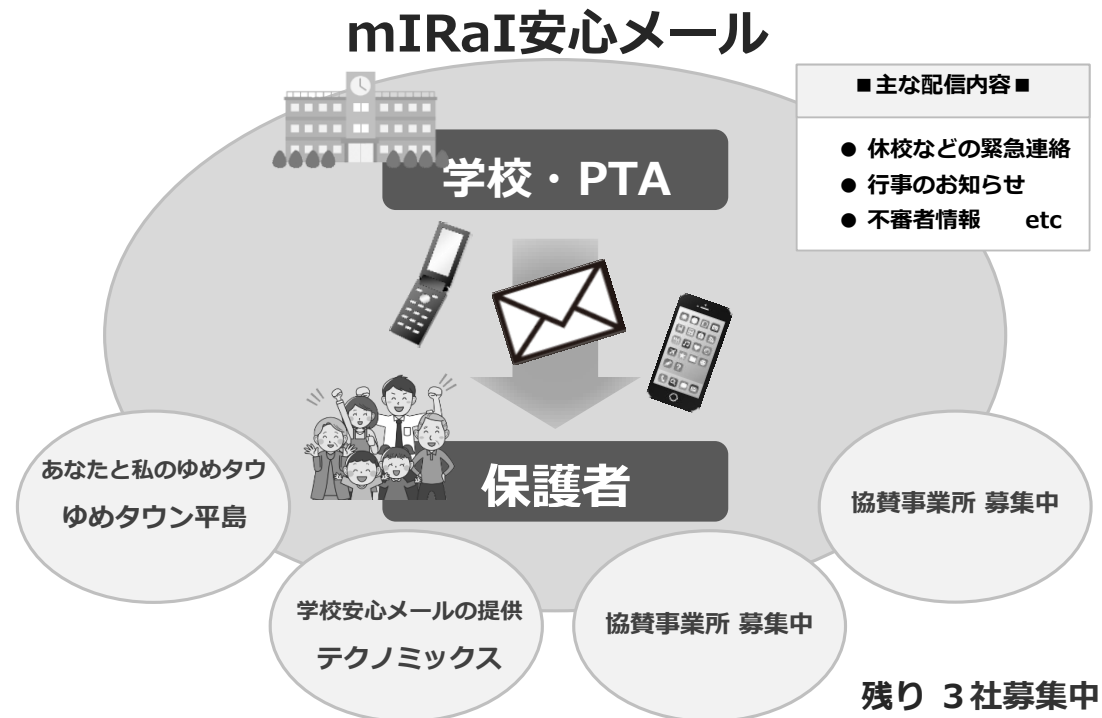 mIRaI安心メール
■主な配信内容■
● 休校などの緊急連絡
● 行事のお知らせ
● 不審者情報 etc
学校・PTA
保護者
あなたと私のゆめタウ
ゆめタウン平島
学校安心メールの提供
テクノミックス
協賛事業所 募集中
協賛事業所 募集中
残り ３社募集中